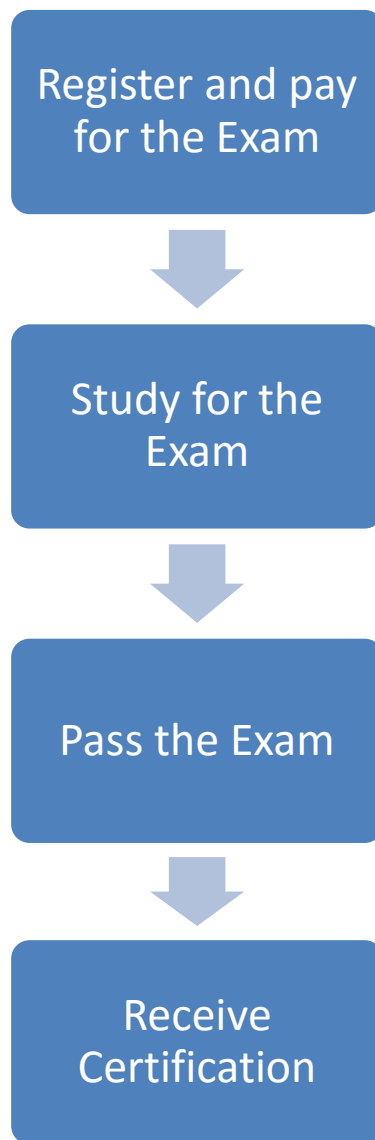 Register and pay
for the Exam
Study for the
Exam
Pass the Exam
Receive
Certification